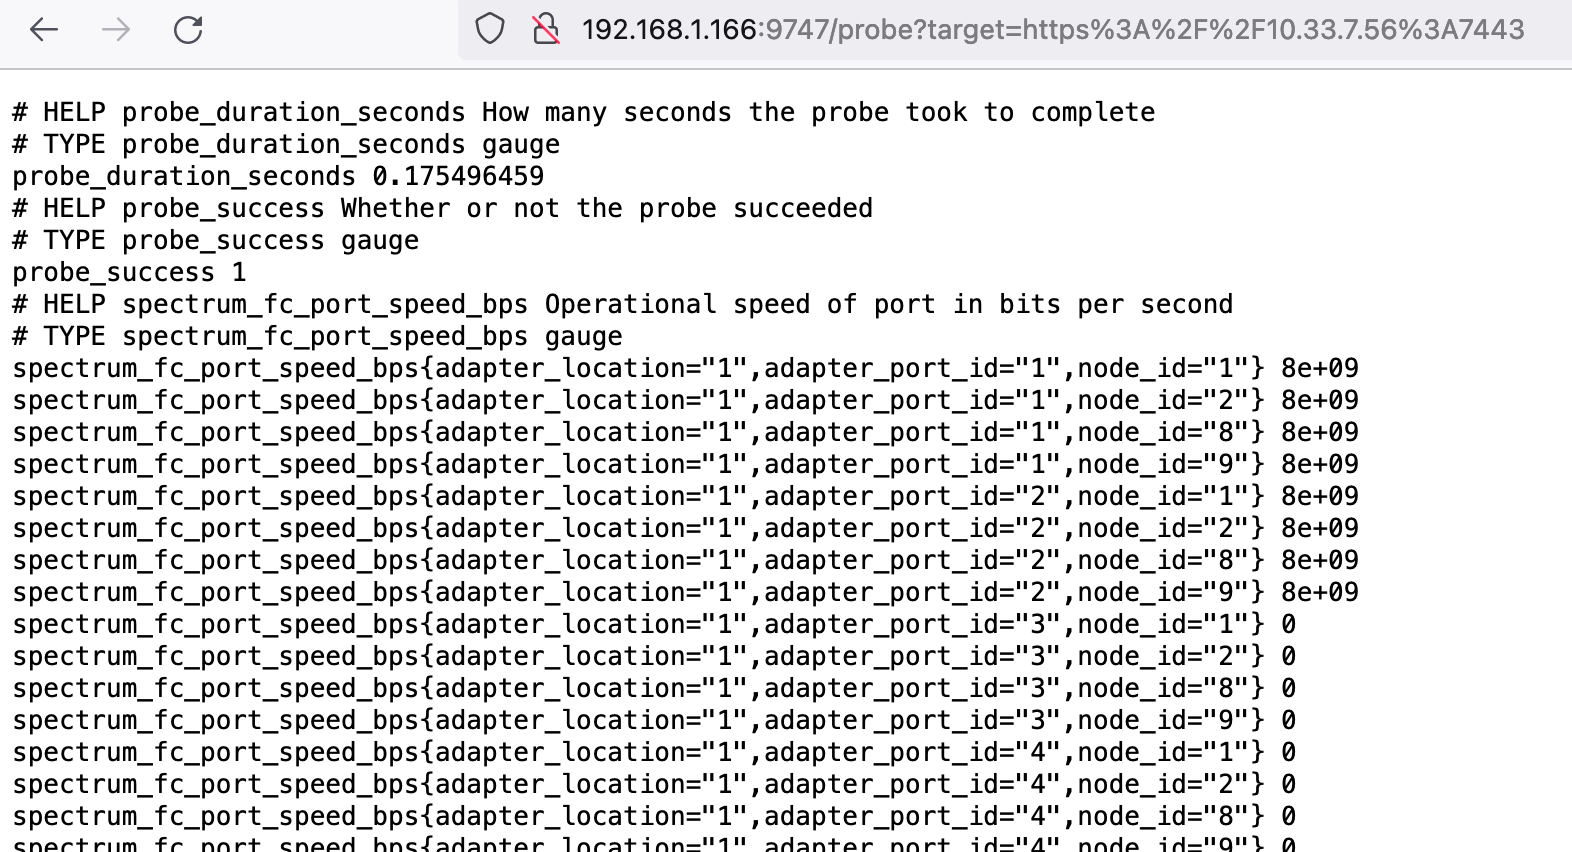 192.168.1.166:9747/probe?target=https%3A%2F%2F10.33.7.56%3A7443
# HELP probe_duration_seconds How many seconds the probe took to complete
# TYPE probe_duration_seconds gauge
probe_duration_seconds 0.175496459
# HELP probe_success Whether or not the probe succeeded
# TYPE probe_success gauge
probe_success 1
# HELP spectrum_fc_port_speed_bps Operational speed of port in bits per second
# TYPE spectrum_fc_port_speed_bps gauge
spectrum_fc_port_speed_bps{adapter_location="1",adapter_port_id="1",node_id="1"} 8e+09
spectrum_fc_port_speed_bps{adapter_location="1",adapter_port_id="1",node_id="2"} 8e+09
spectrum_fc_port_speed_bps{adapter_location="1",adapter_port_id="1",node_id="8"} 8e+09
spectrum_fc_port_speed_bps{adapter_location="1",adapter_port_id="1",node_id="9"} 8e+09
spectrum_fc_port_speed_bps{adapter_location="1",adapter_port_id="2",node_id="1"} 8e+09
spectrum_fc_port_speed_bps{adapter_location="1",adapter_port_id="2",node_id="2"} 8e+09
spectrum_fc_port_speed_bps{adapter_location="1",adapter_port_id="2",node_id="8"} 8e+09
spectrum_fc_port_speed_bps{adapter_location="1",adapter_port_id="2",node_id="9"} 8e+09
spectrum_fc_port_speed_bps{adapter_location="1",adapter_port_id="3",node_id="1"} 0
spectrum_fc_port_speed_bps{adapter_location="1",adapter_port_id="3",node_id="2"} 0
spectrum_fc_port_speed_bps{adapter_location="1",adapter_port_id="3",node_id="8"} 0
spectrum_fc_port_speed_bps{adapter_location="1",adapter_port_id="3",node_id="9"} 0
spectrum_fc_port_speed_bps{adapter_location="1",adapter_port_id="4",node_id="1"} 0
spectrum_fc_port_speed_bps{adapter_location="1",adapter_port_id="4",node_id="2"} 0
spectrum_fc_port_speed_bps{adapter_location="1",adapter_port_id="4",node_id="8"} 0
spectrum_fc_port_speed_bps{adapter_location="1",adapter_port_id="4",node_id="9"} 0